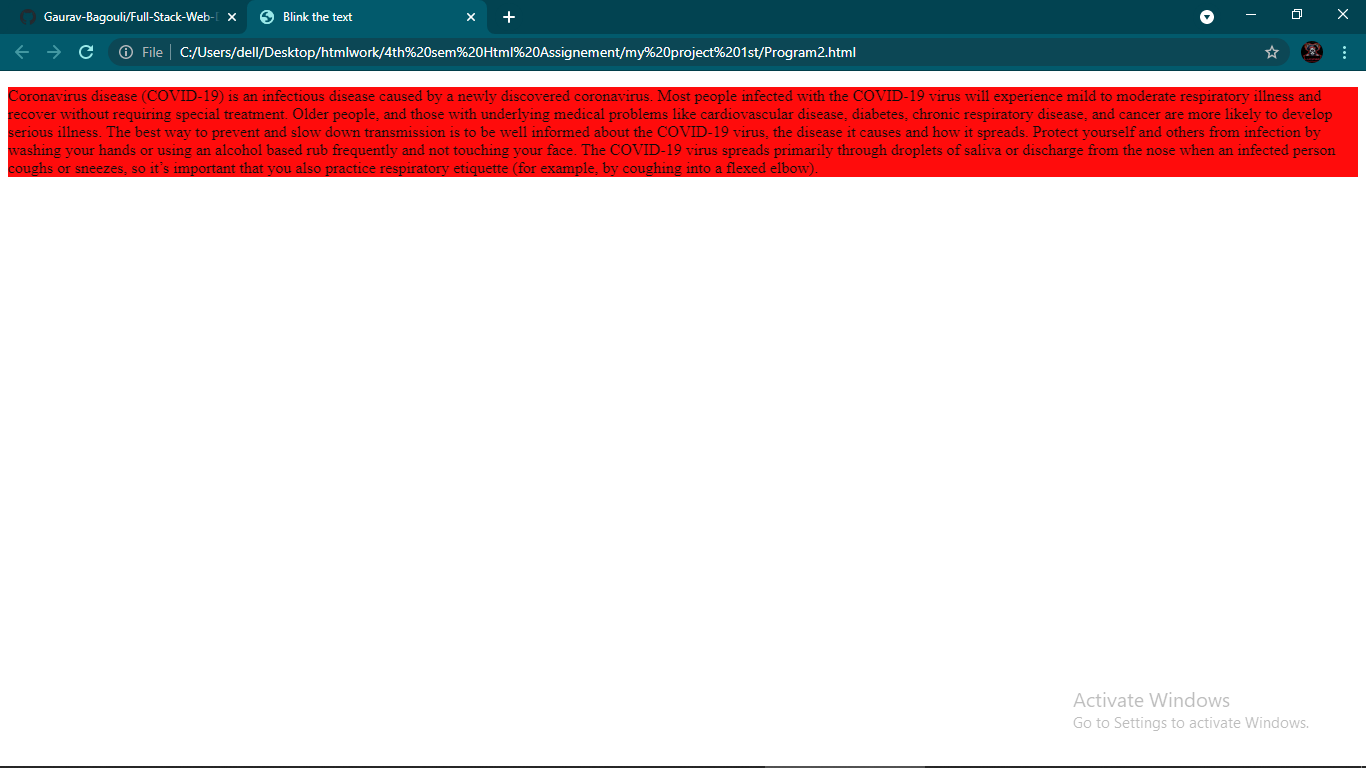 Gaurav-Bagouli/Full-Stack-Web-
Blink the text
File
C:/Users/dell/Desktop/htmlwork/4th%20sem%20Html%20Assignement/my%20project%201st/Program2.html
Coronavirus disease (COVID-19) is an infectious disease caused by a newly discovered coronavirus. Most people infected with the COVID-19 virus will experience mild to moderate respiratory illness and
recover without requiring special treatment. Older people, and those with underlying medical problems like cardiovascular disease, diabetes, chronic respiratory disease, and cancer are more likely to develop
serious illness. The best way to prevent and slow down transmission is to be well informed about the COVID-19 virus, the disease it causes and how it spreads. Protect yourself and others from infection by
washing your hands or using an alcohol based rub frequently and not touching your face. The COVID-19 virus spreads primarily through droplets of saliva or discharge from the nose when an infected person
coughs or sneezes, so it’s important that you also practice respiratory etiquette (for example, by coughing into a flexed elbow).
Activate Windows
Go to Settings to activate Windows.